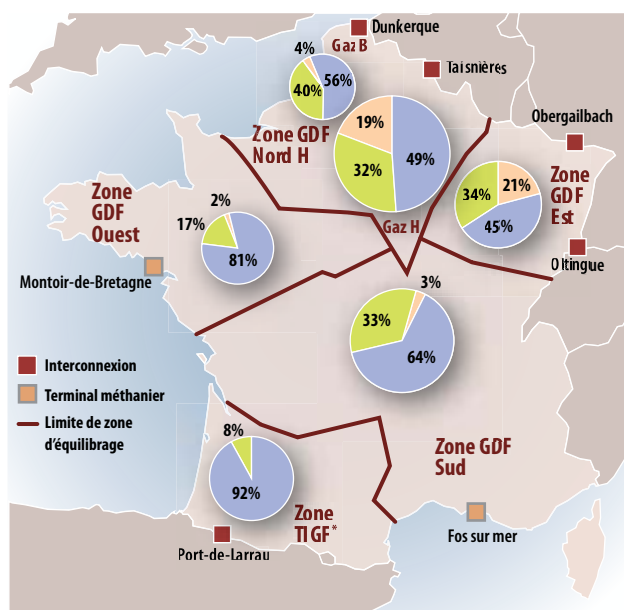 Dunkerque
Gaz B
Taisnières
4%
56%
40%
Obergailbach
Zone GDF
Nord H
19%
49%
32%
Gaz H
34%
21%
45%
Zone
GDF
Est
Oltingue
Zone
GDF
Ouest
2%
17%
81%
Montoir-de-Bretagne
3%
33%
64%
Interconnexion
Terminal méthanier
Limite de zone
d'équilibrage
8%
92%
Zone
TIGF*
Port-de-Larrau
Zone GDF
Sud
Fos sur mer